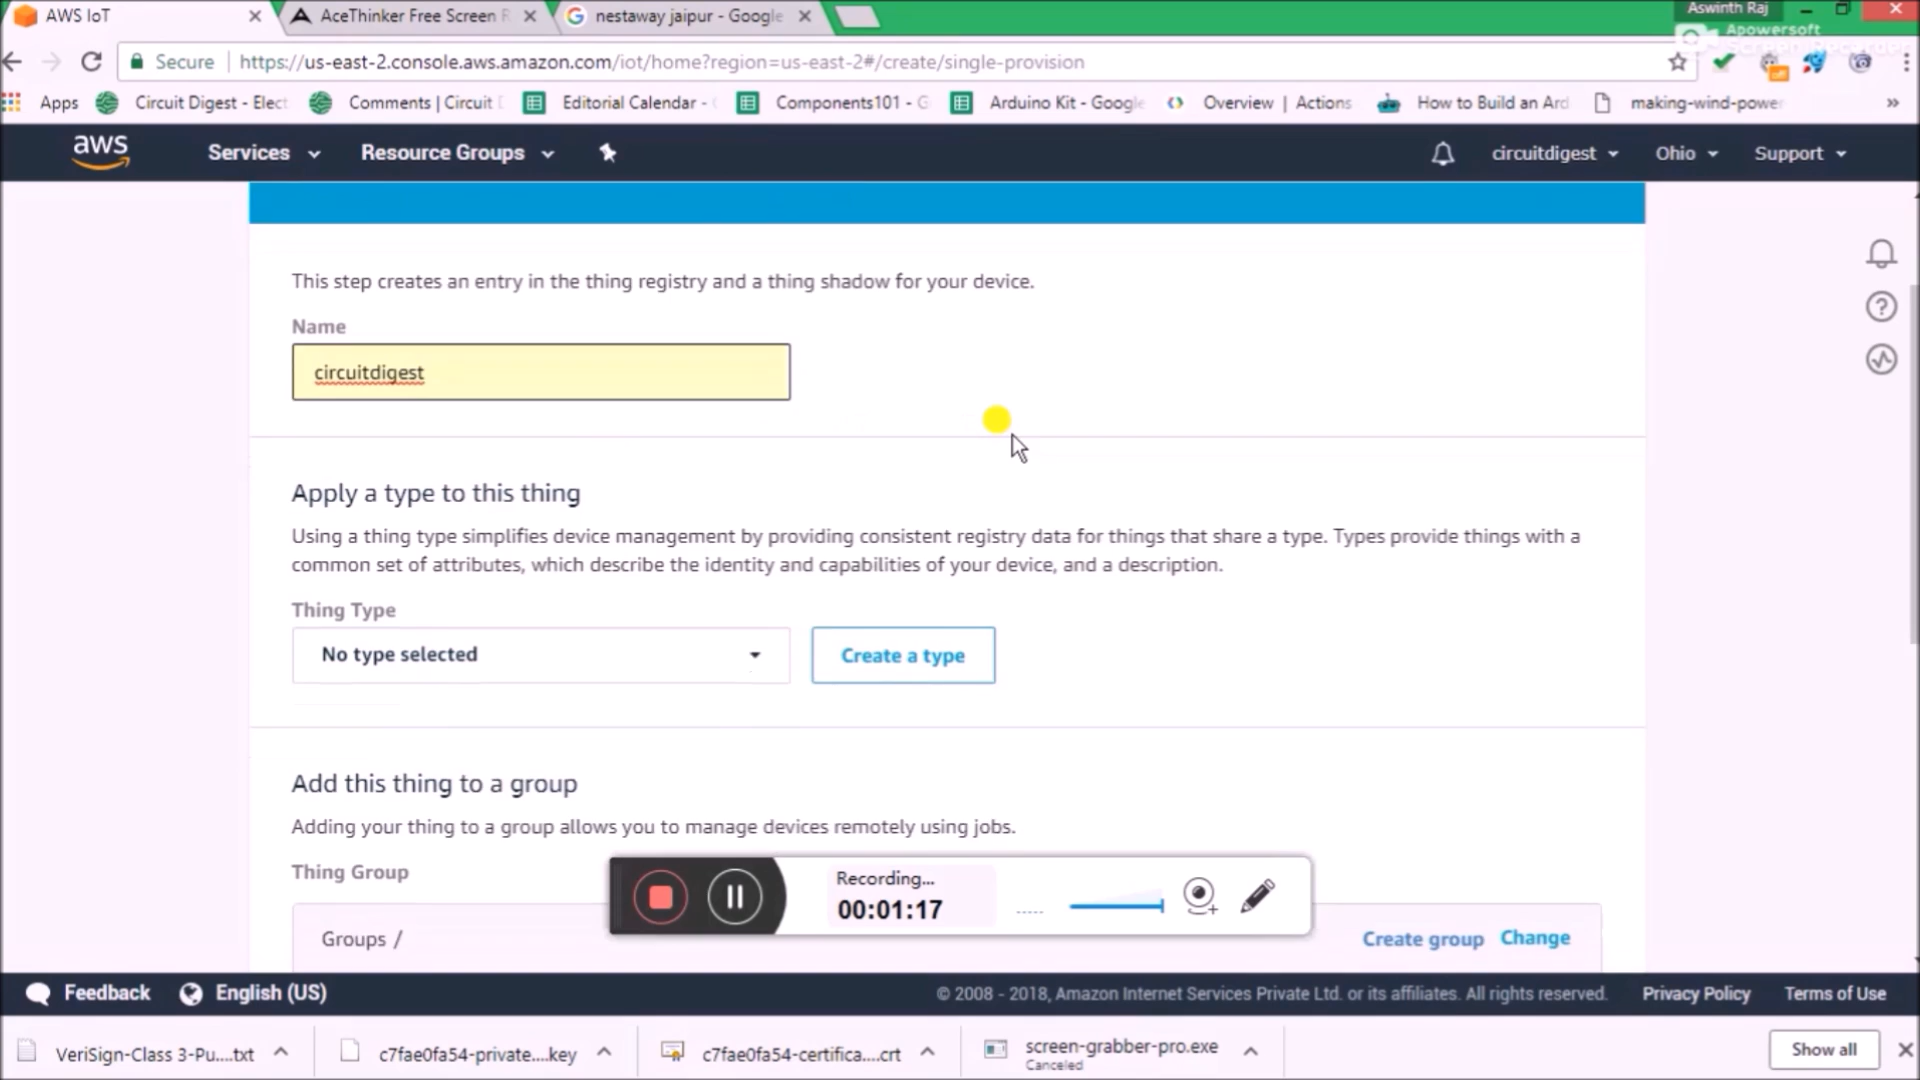 AWS IoT
AceThinker Free Screen R
nestaway jaipur - Google
Aswinth Raj
Apowersoft
Screen Recorder
Secure
https://us-east-2.console.aws.amazon.com/iot/home?region=us-east-2#/create/single-provision
Apps
Circuit Digest - Elect
Comments | Circuit
Editorial Calendar -
Components101 - G
Arduino Kit - Google
Overview | Actions
How to Build an Ard
making-wind-power
»
aws
Services
Resource Groups
circuitdigest
Ohio
Support
This step creates an entry in the thing registry and a thing shadow for your device.
Name
circuitdigest
Apply a type to this thing
Using a thing type simplifies device management by providing consistent registry data for things that share a type. Types provide things with a
common set of attributes, which describe the identity and capabilities of your device, and a description.
Thing Type
No type selected
Create a type
Add this thing to a group
Adding your thing to a group allows you to manage devices remotely using jobs.
Thing Group
Recording...
00:01:17
Groups /
Create group
Change
Feedback
English (US)
© 2008 - 2018, Amazon Internet Services Private Ltd. or its affiliates. All rights reserved.
Privacy Policy
Terms of Use
VeriSign-Class 3-Pu....txt
c7fae0fa54-private....key
c7fae0fa54-certifica....crt
screen-grabber-pro.exe
Canceled
Show all